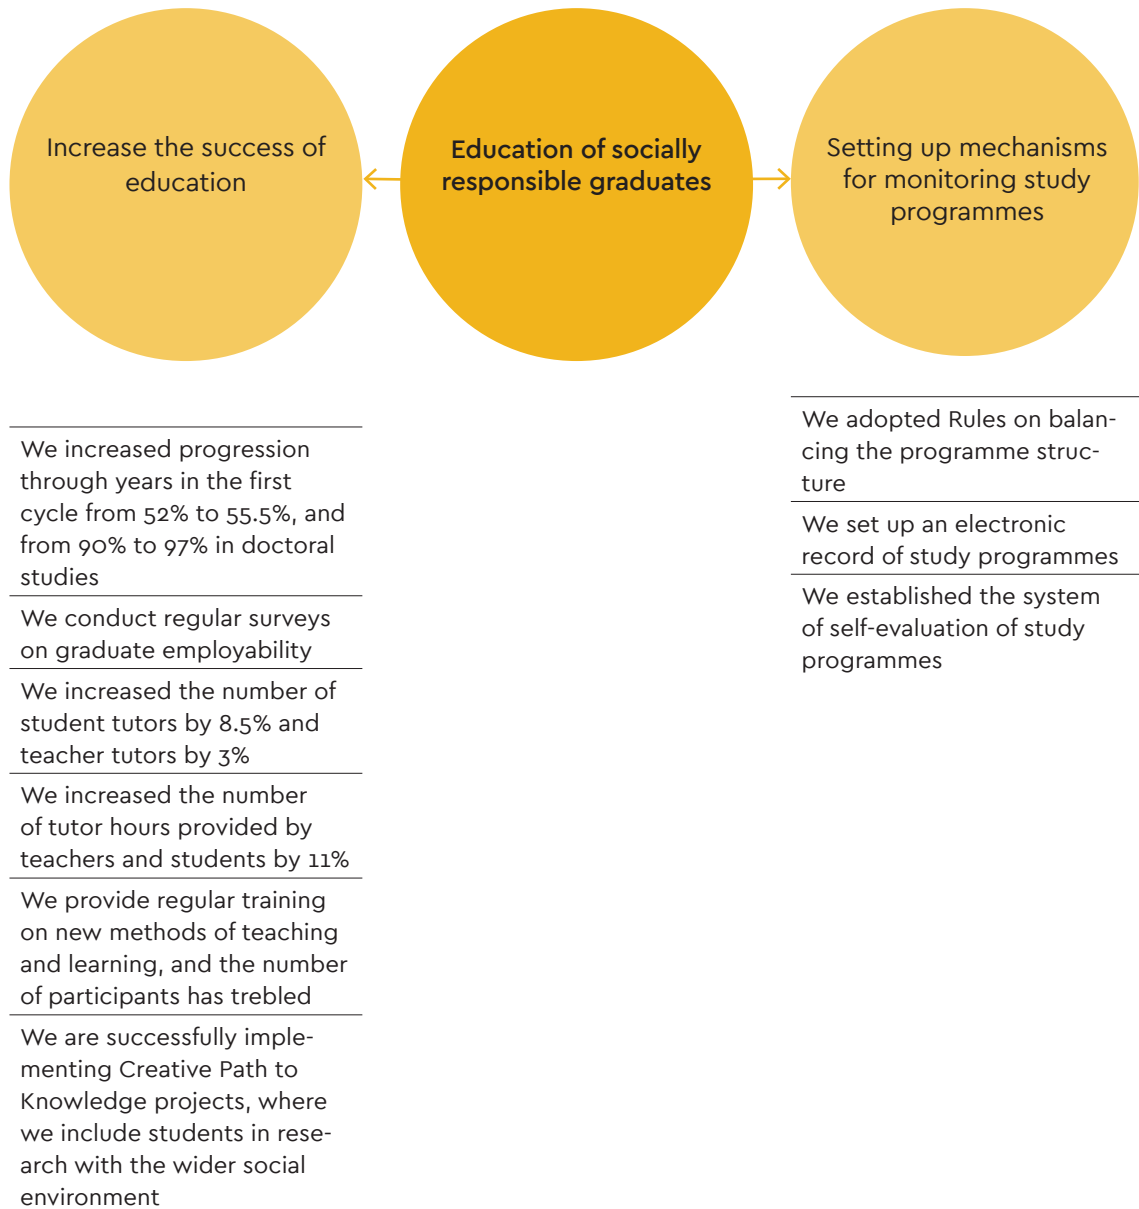 Increase the success of
education
Education of socially
responsible graduates
Setting up mechanisms
for monitoring study
programmes
We increased progression
through years in the first
cycle from 52% to 55.5%, and
from 90% to 97% in doctoral
studies
We conduct regular surveys
on graduate employability
We increased the number of
student tutors by 8.5% and
teacher tutors by 3%
We increased the number
of tutor hours provided by
teachers and students by 11%
We provide regular training
on new methods of teaching
and learning, and the number
of participants has trebled
We are successfully imple-
menting Creative Path to
Knowledge projects, where
we include students in rese-
arch with the wider social
environment
We adopted Rules on balan-
cing the programme struc-
ture
We set up an electronic
record of study programmes
We established the system
of self-evaluation of study
programmes